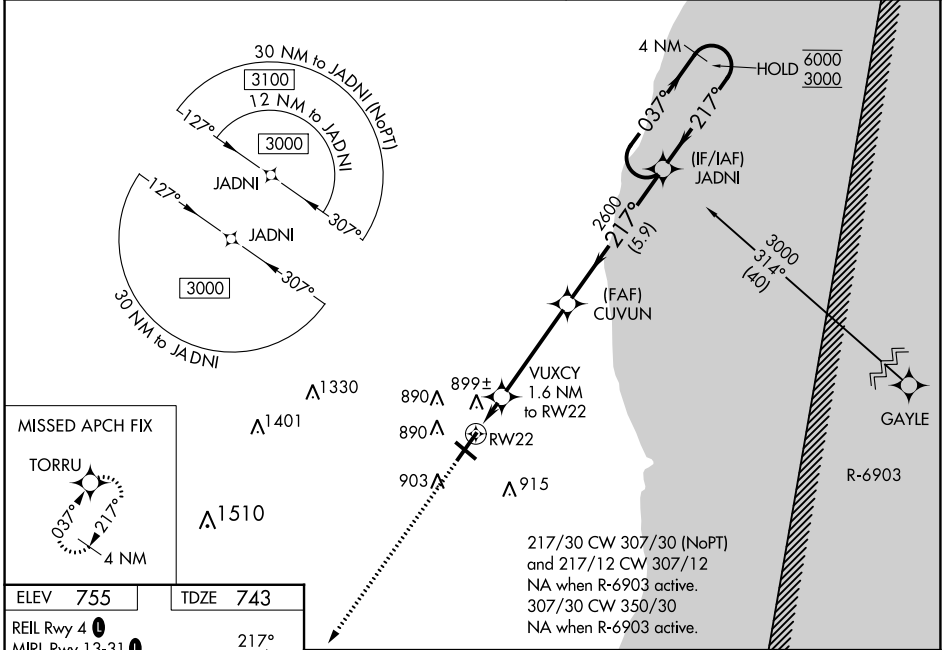 30 NM to JADNI (NoPT)
3100
12 NM to JADNI
3000
127°
JADNI
307°
127°
JADNI
307°
3000
30 NM to JADNI
4 NM
HOLD 6000
3000
037°
217°
(IF/IAF)
JADNI
2600
217°
(5.9)
3000
314°
(40)
(FAF)
CUVUN
GAYLE
R-6903
VUXCY
1.6 NM
to RW22
899±
890
890
RW22
903
915
1330
1401
1510
MISSED APCH FIX
TORRU
037°
217°
4 NM
217/30 CW 307/30 (NoPT)
and 217/12 CW 307/12
NA when R-6903 active.
307/30 CW 350/30
NA when R-6903 active.
ELEV 755
TDZE 743
REIL Rwy 4 L
MIRL Rwy 13-31 L
217°